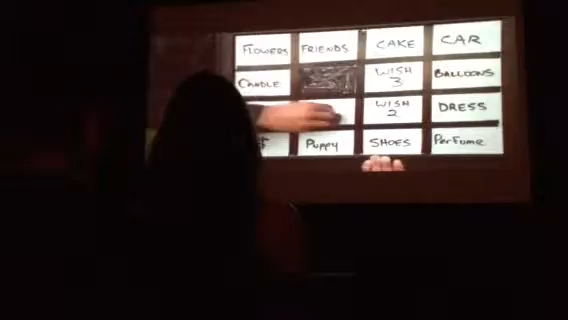 FLOWERS FRIENDS CAKE CAR
CANDLE WISH 3 BALLOONS
WISH 2 DRESS
Puppy SHOES PerFume